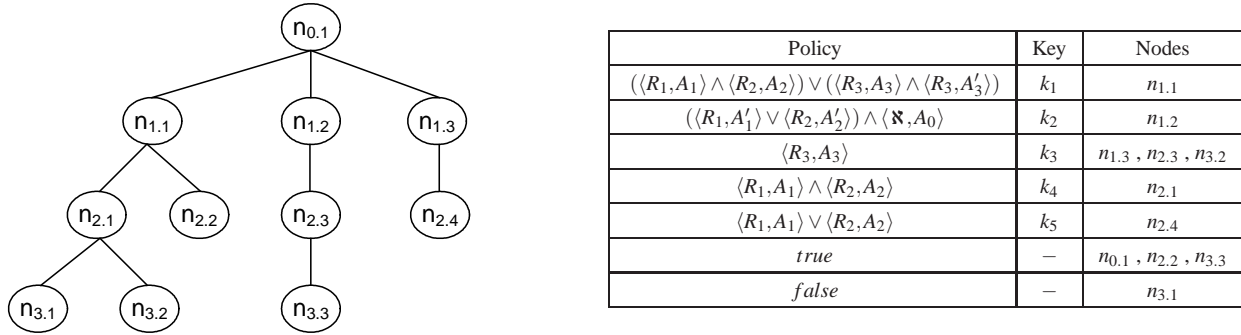 n0.1
n1.1 n1.2 n1.3
n2.1 n2.2 n2.3 n2.4
n3.1 n3.2 n3.3
Policy Key Nodes
(⟨R1,A1⟩∧⟨R2,A2⟩)∨(⟨R3,A3⟩∧⟨R3,A′3⟩) k1 n1.1
(⟨R1,A′1⟩∨⟨R2,A′2⟩)∧⟨ℵ,A0⟩ k2 n1.2
⟨R3,A3⟩ k3 n1.3 , n2.3 , n3.2
⟨R1,A1⟩∧⟨R2,A2⟩ k4 n2.1
⟨R1,A1⟩∨⟨R2,A2⟩ k5 n2.4
true − n0.1 , n2.2 , n3.3
false − n3.1